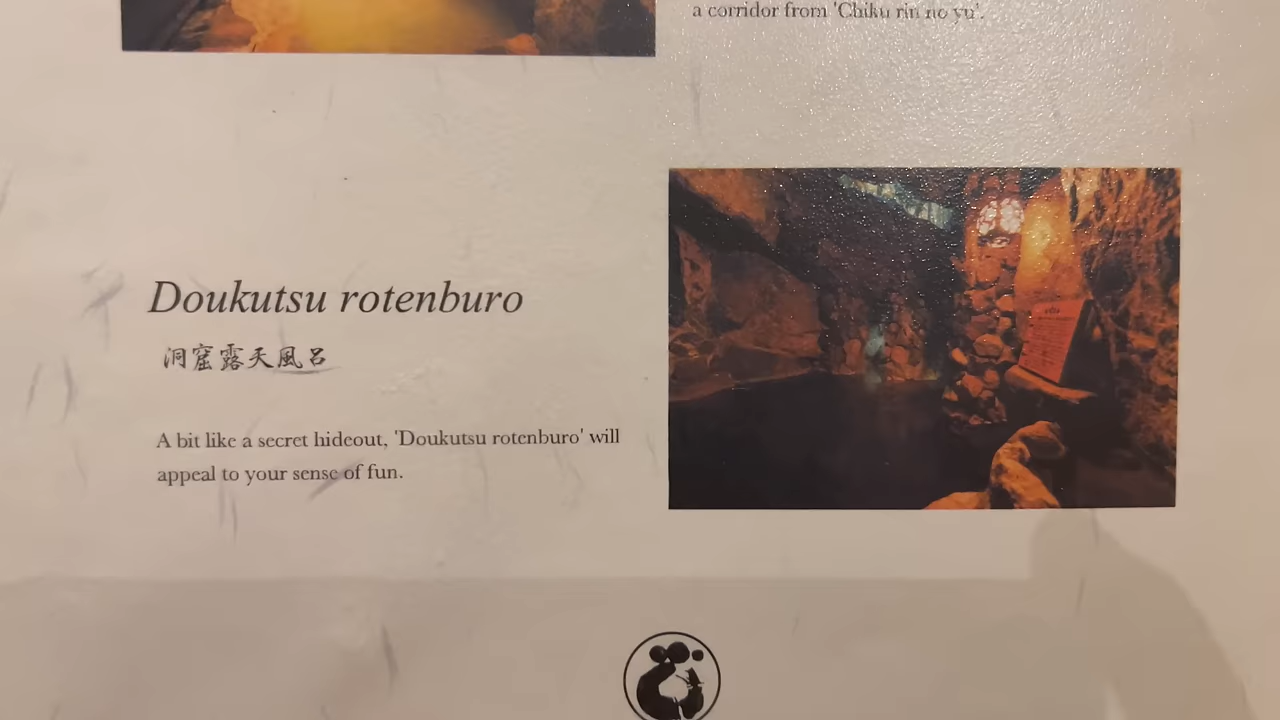 a corridor from 'Chiku rin no yu'.
Doukutsu rotenburo
洞窟露天風呂
A bit like a secret hideout, 'Doukutsu rotenburo' will
appeal to your sense of fun.